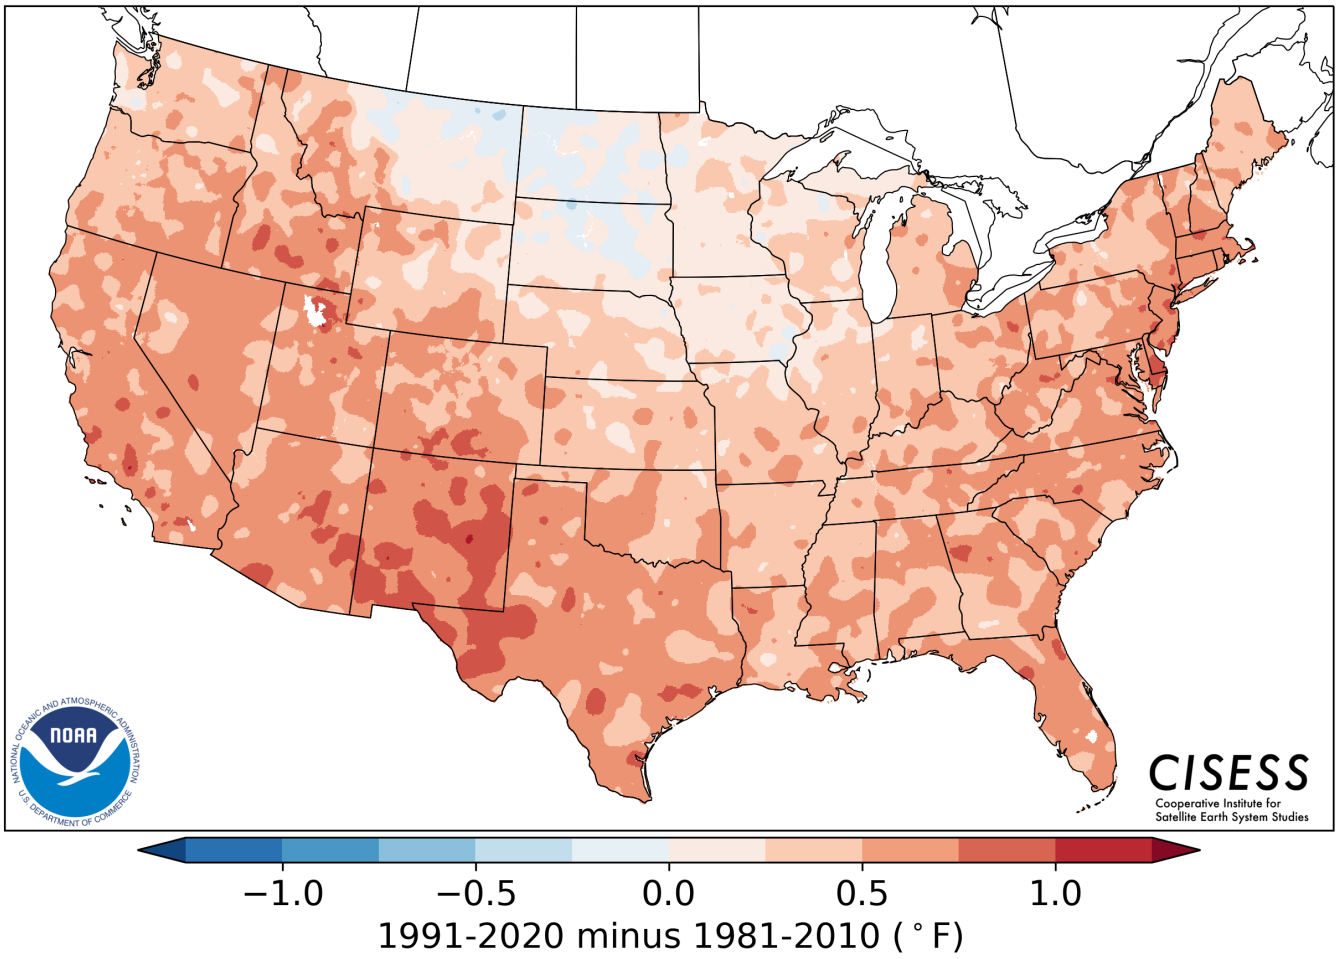 NATIONAL OCEANIC AND ATMOSPHERIC ADMINISTRATION
NOAA
U.S. DEPARTMENT OF COMMERCE
CISESS
Cooperative Institute for
Satellite Earth System Studies
−1.0 −0.5 0.0 0.5 1.0
1991-2020 minus 1981-2010 (°F)